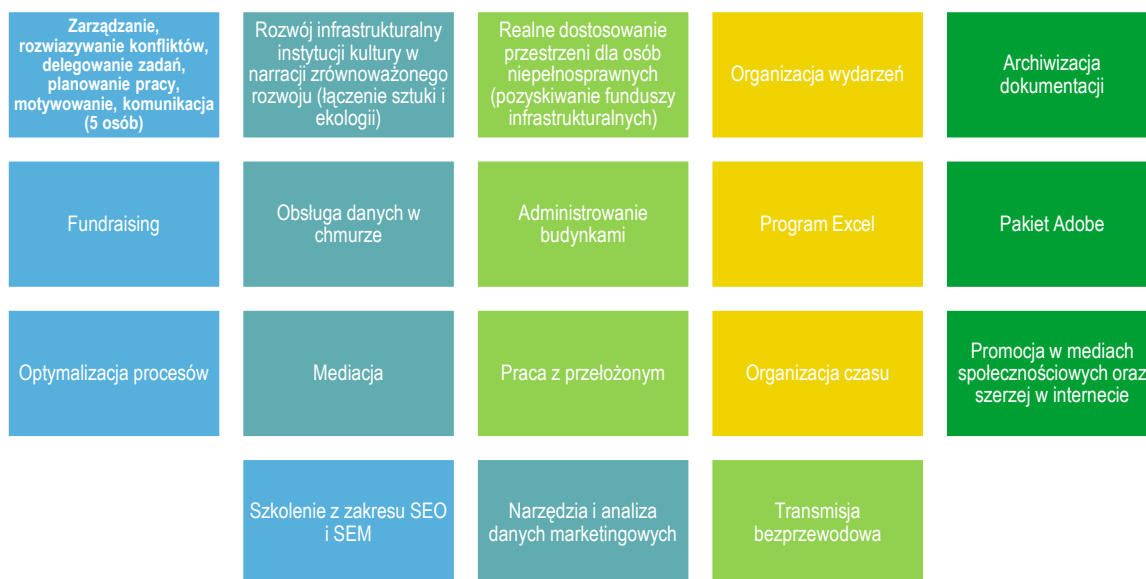 Zarządzanie,
rozwiazywanie konfliktów,
delegowanie zadań,
planowanie pracy,
motywowanie, komunikacja
(5 osób)
Rozwój infrastrukturalny
instytucji kultury w
narracji zrównoważonego
rozwoju (łączenie sztuki i
ekologii)
Realne dostosowanie
przestrzeni dla osób
niepełnosprawnych
(pozyskiwanie funduszy
infrastrukturalnych)
Organizacja wydarzeń
Archiwizacja
dokumentacji
Fundraising
Obsługa danych w
chmurze
Administrowanie
budynkami
Program Excel
Pakiet Adobe
Optymalizacja procesów
Mediacja
Praca z przełożonym
Organizacja czasu
Promocja w mediach
społecznościowych oraz
szerzej w internecie
Szkolenie z zakresu SEO
i SEM
Narzędzia i analiza
danych marketingowych
Transmisja
bezprzewodowa